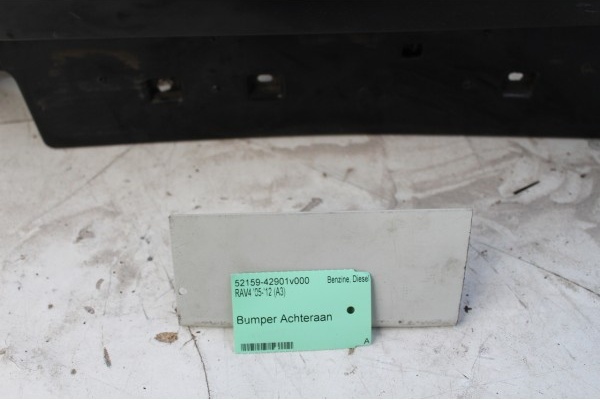 52159-42901v000 Benzine, Diesel
RAV4 '05-'12 (A3)
Bumper Achteraan
A